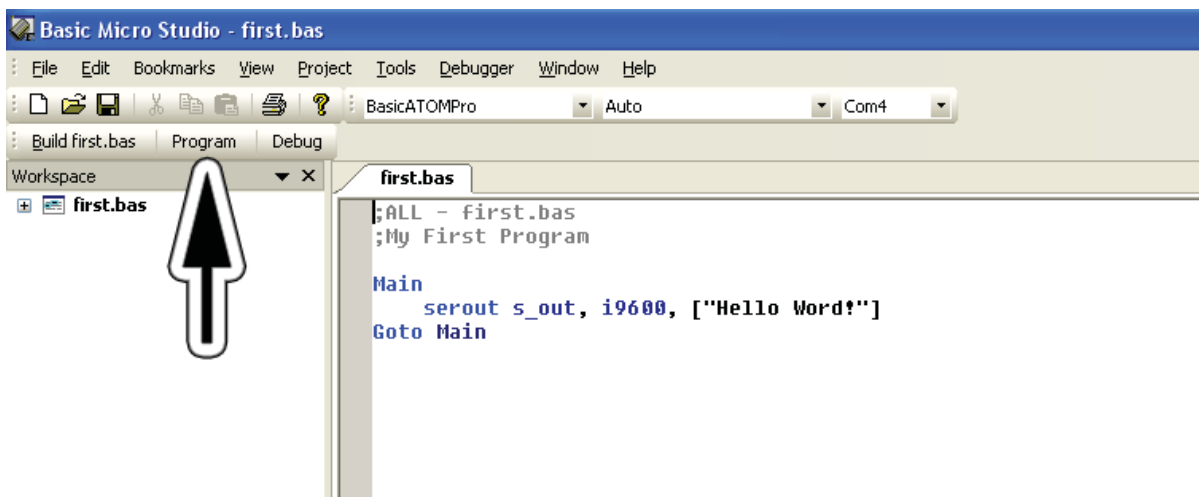 Basic Micro Studio - first.bas
File Edit Bookmarks View Project Tools Debugger Window Help
BasicATOMPro Auto Com4
Build first.bas Program Debug
Workspace
first.bas
first.bas
;ALL - first.bas
;My First Program
Main
serout s_out, i9600, ["Hello Word!"]
Goto Main